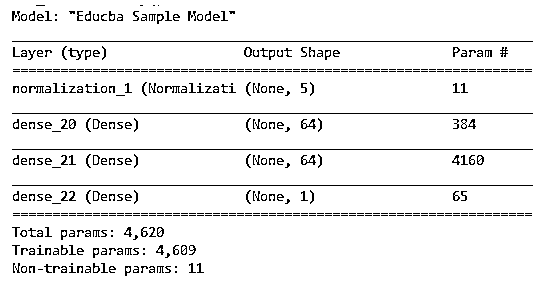 Model: "Educba Sample Model"
Layer (type) Output Shape Param #
normalization_1 (Normalizati (None, 5) 11
dense_20 (Dense) (None, 64) 384
dense_21 (Dense) (None, 64) 4160
dense_22 (Dense) (None, 1) 65
Total params: 4,620
Trainable params: 4,609
Non-trainable params: 11